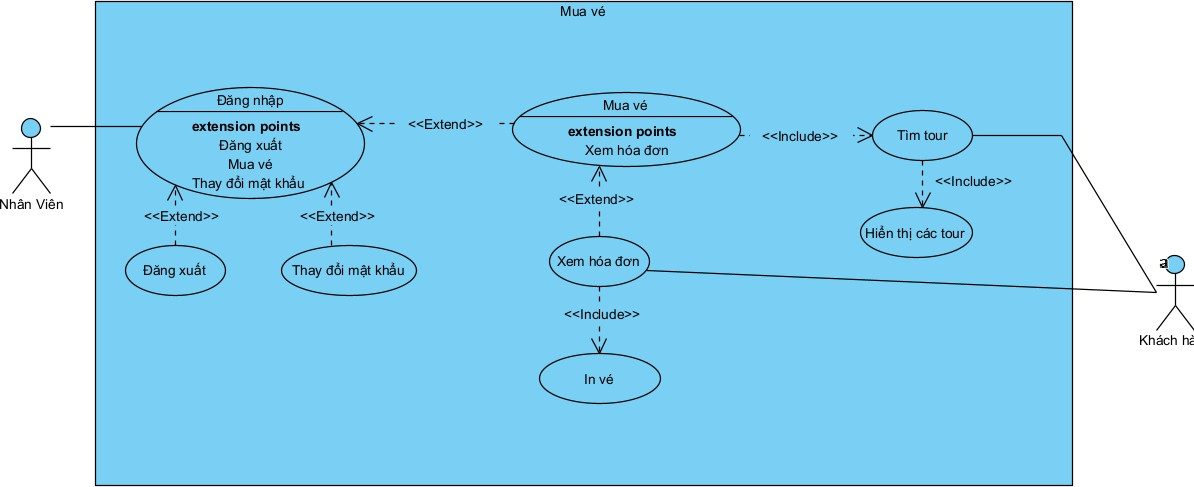 Mua vé
Đăng nhập
extension points
Đăng xuất
Mua vé
Thay đổi mật khẩu
<<Extend>>
Mua vé
extension points
Xem hóa đơn
<<Include>>
Tìm tour
Nhân Viên
<<Extend>>
<<Extend>>
<<Extend>>
<<Include>>
Hiển thị các tour
Đăng xuất
Thay đổi mật khẩu
Xem hóa đơn
a
<<Include>>
Khách hà
In vé